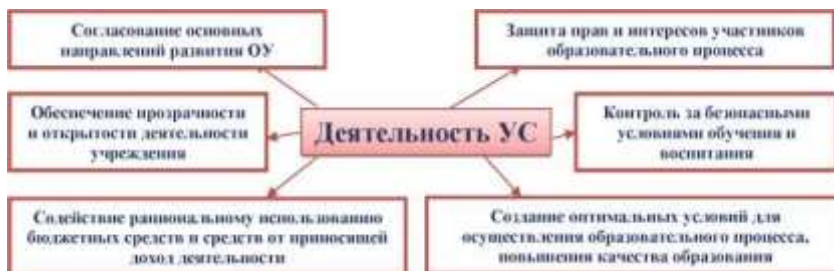 Согласование основных
направлений развития ОУ
Защита прав и интересов участников
образовательного процесса
Обеспечение прозрачности
и открытости деятельности
учреждения
Деятельность УС
Контроль за безопасными
условиями обучения и
воспитания
Содействие рациональному использованию
бюджетных средств и средств от приносящей
доход деятельности
Создание оптимальных условий для
осуществления образовательного процесса,
повышения качества образования